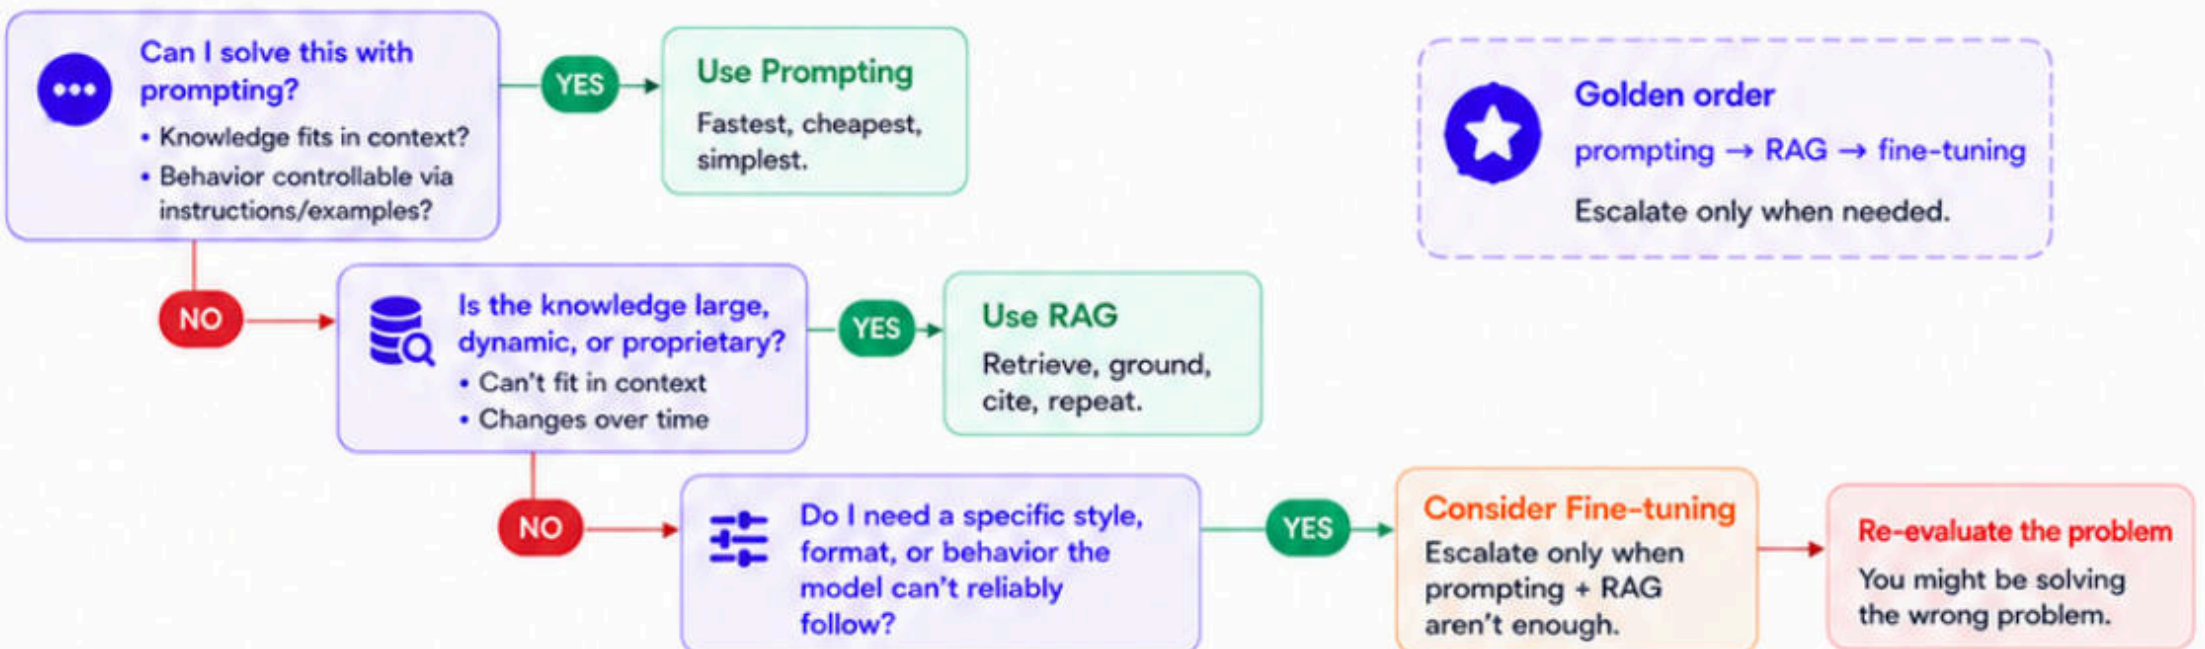 Can I solve this with
prompting?
• Knowledge fits in context?
• Behavior controllable via
instructions/examples?
YES
Use Prompting
Fastest, cheapest,
simplest.
Golden order
prompting → RAG → fine-tuning
Escalate only when needed.
NO
Is the knowledge large,
dynamic, or proprietary?
• Can't fit in context
• Changes over time
YES
Use RAG
Retrieve, ground,
cite, repeat.
NO
Do I need a specific style,
format, or behavior the
model can't reliably
follow?
YES
Consider Fine-tuning
Escalate only when
prompting + RAG
aren't enough.
Re-evaluate the problem
You might be solving
the wrong problem.